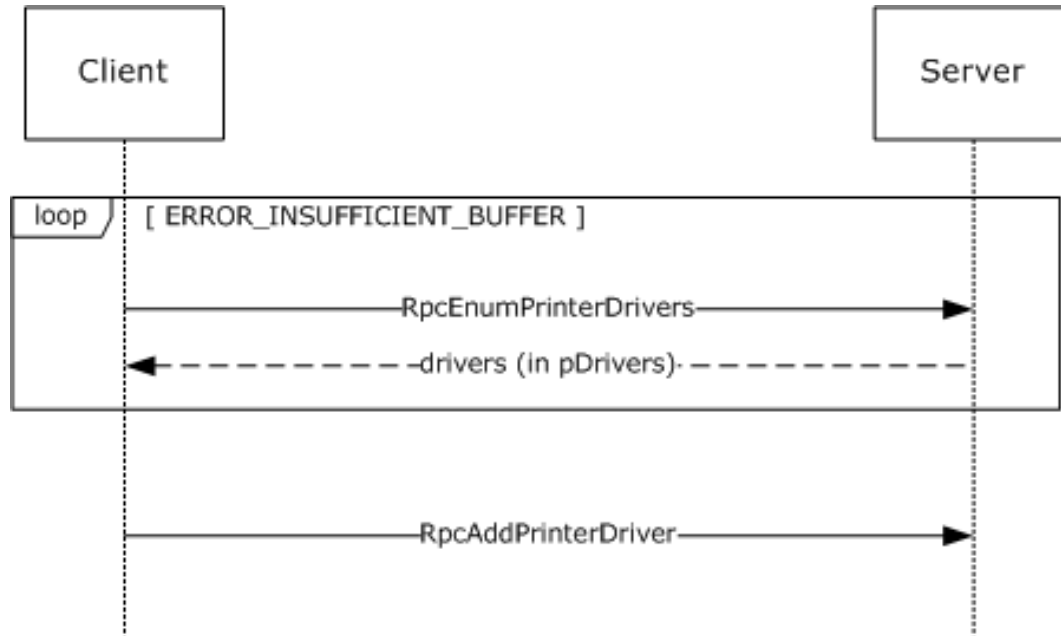 Client
Server
loop
[ ERROR_INSUFFICIENT_BUFFER ]
RpcEnumPrinterDrivers
drivers (in pDrivers)
RpcAddPrinterDriver